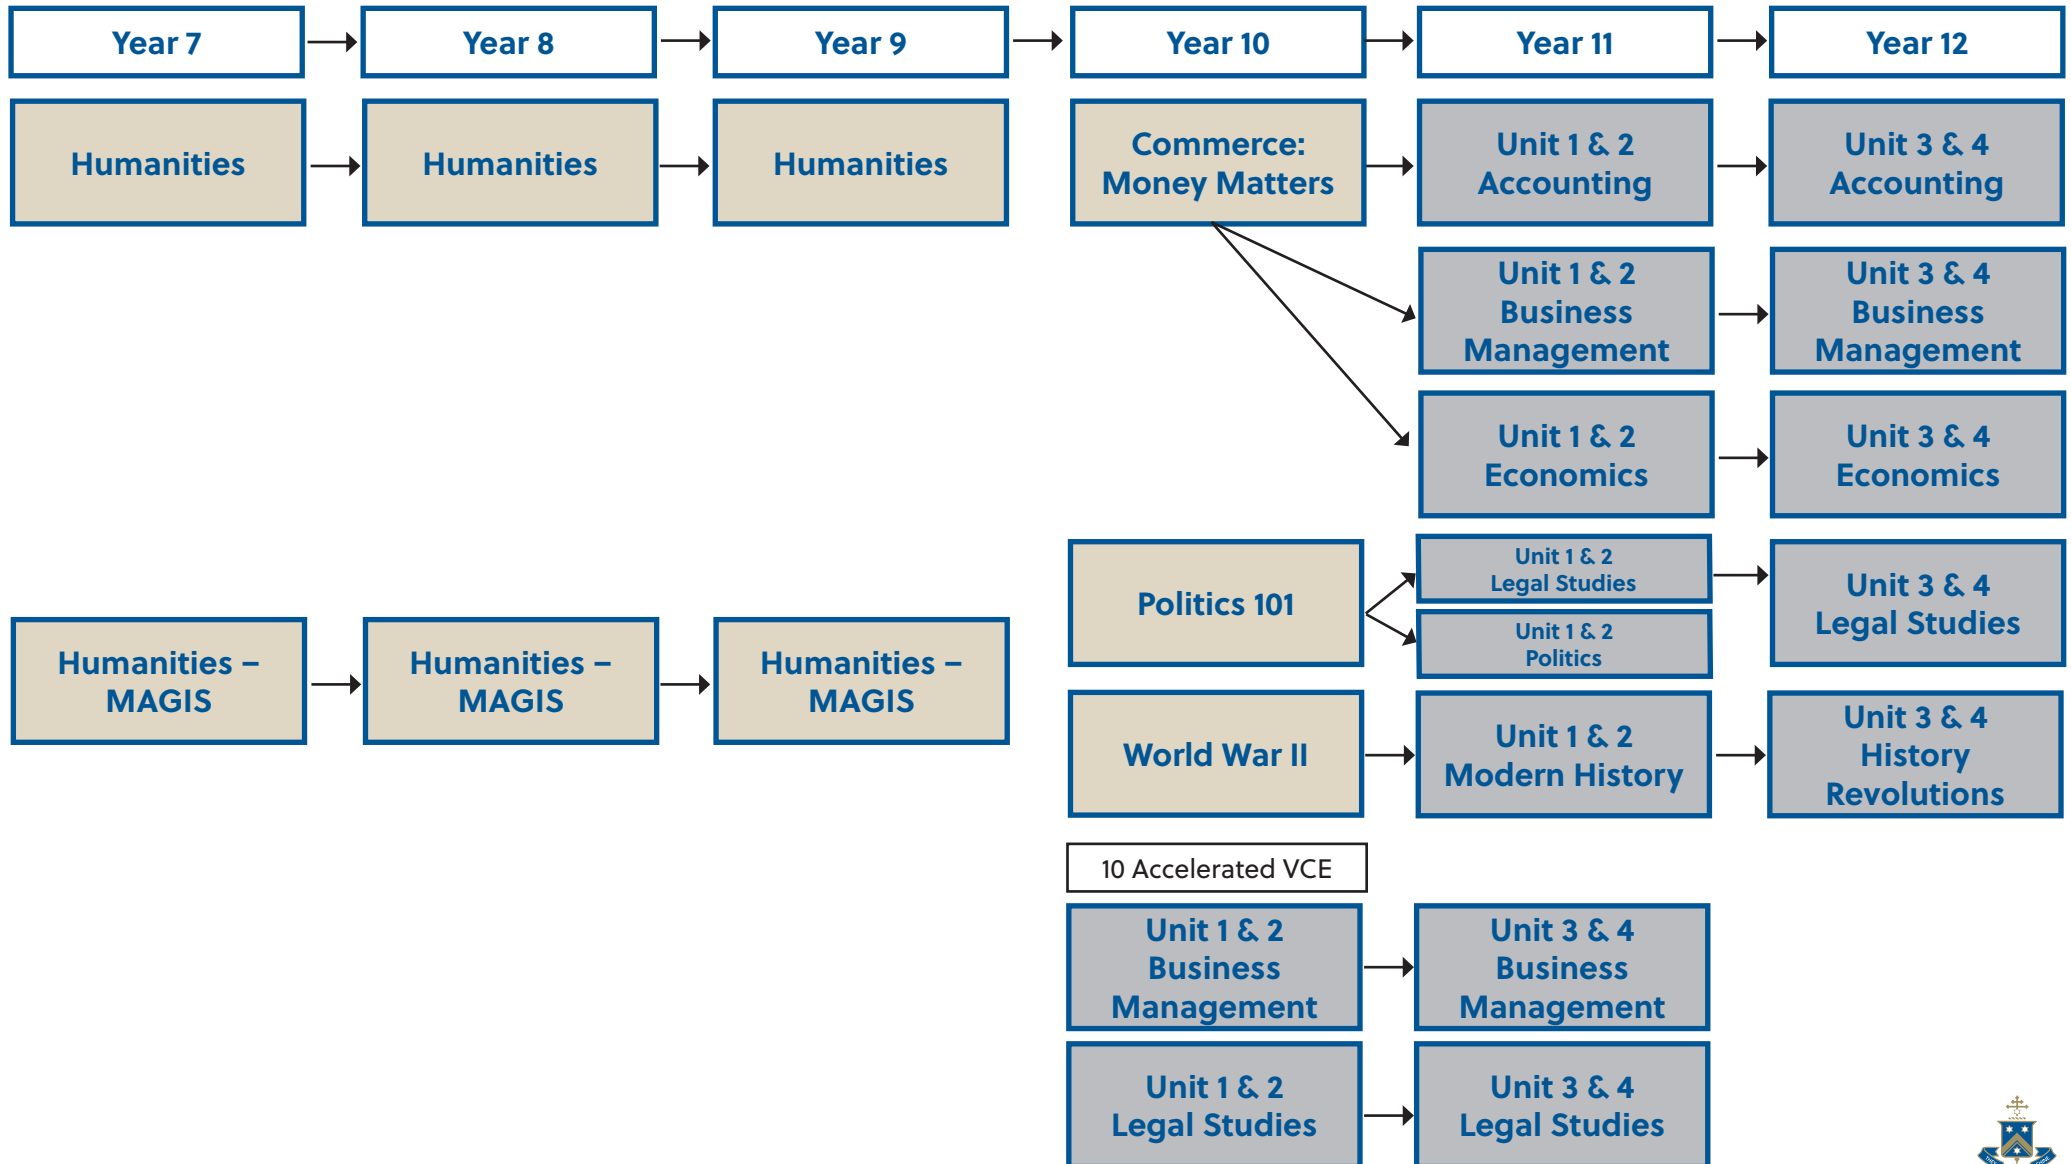 Year 7
Year 8
Year 9
Year 10
Year 11
Year 12
Humanities
Humanities
Humanities
Commerce:
Money Matters
Unit 1 & 2
Accounting
Unit 3 & 4
Accounting
Unit 1 & 2
Business
Management
Unit 3 & 4
Business
Management
Unit 1 & 2
Economics
Unit 3 & 4
Economics
Humanities –
MAGIS
Humanities –
MAGIS
Humanities –
MAGIS
Politics 101
Unit 1 & 2
Legal Studies
Unit 1 & 2
Politics
Unit 3 & 4
Legal Studies
World War II
Unit 1 & 2
Modern History
Unit 3 & 4
History
Revolutions
10 Accelerated VCE
Unit 1 & 2
Business
Management
Unit 3 & 4
Business
Management
Unit 1 & 2
Legal Studies
Unit 3 & 4
Legal Studies